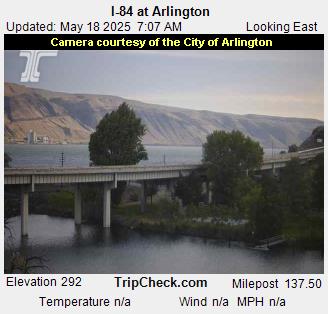 I-84 at Arlington
Updated: May 18 2025 7:07 AM Looking East
Camera courtesy of the City of Arlington
Elevation 292 TripCheck.com Milepost 137.50
Temperature n/a Wind n/a MPH n/a